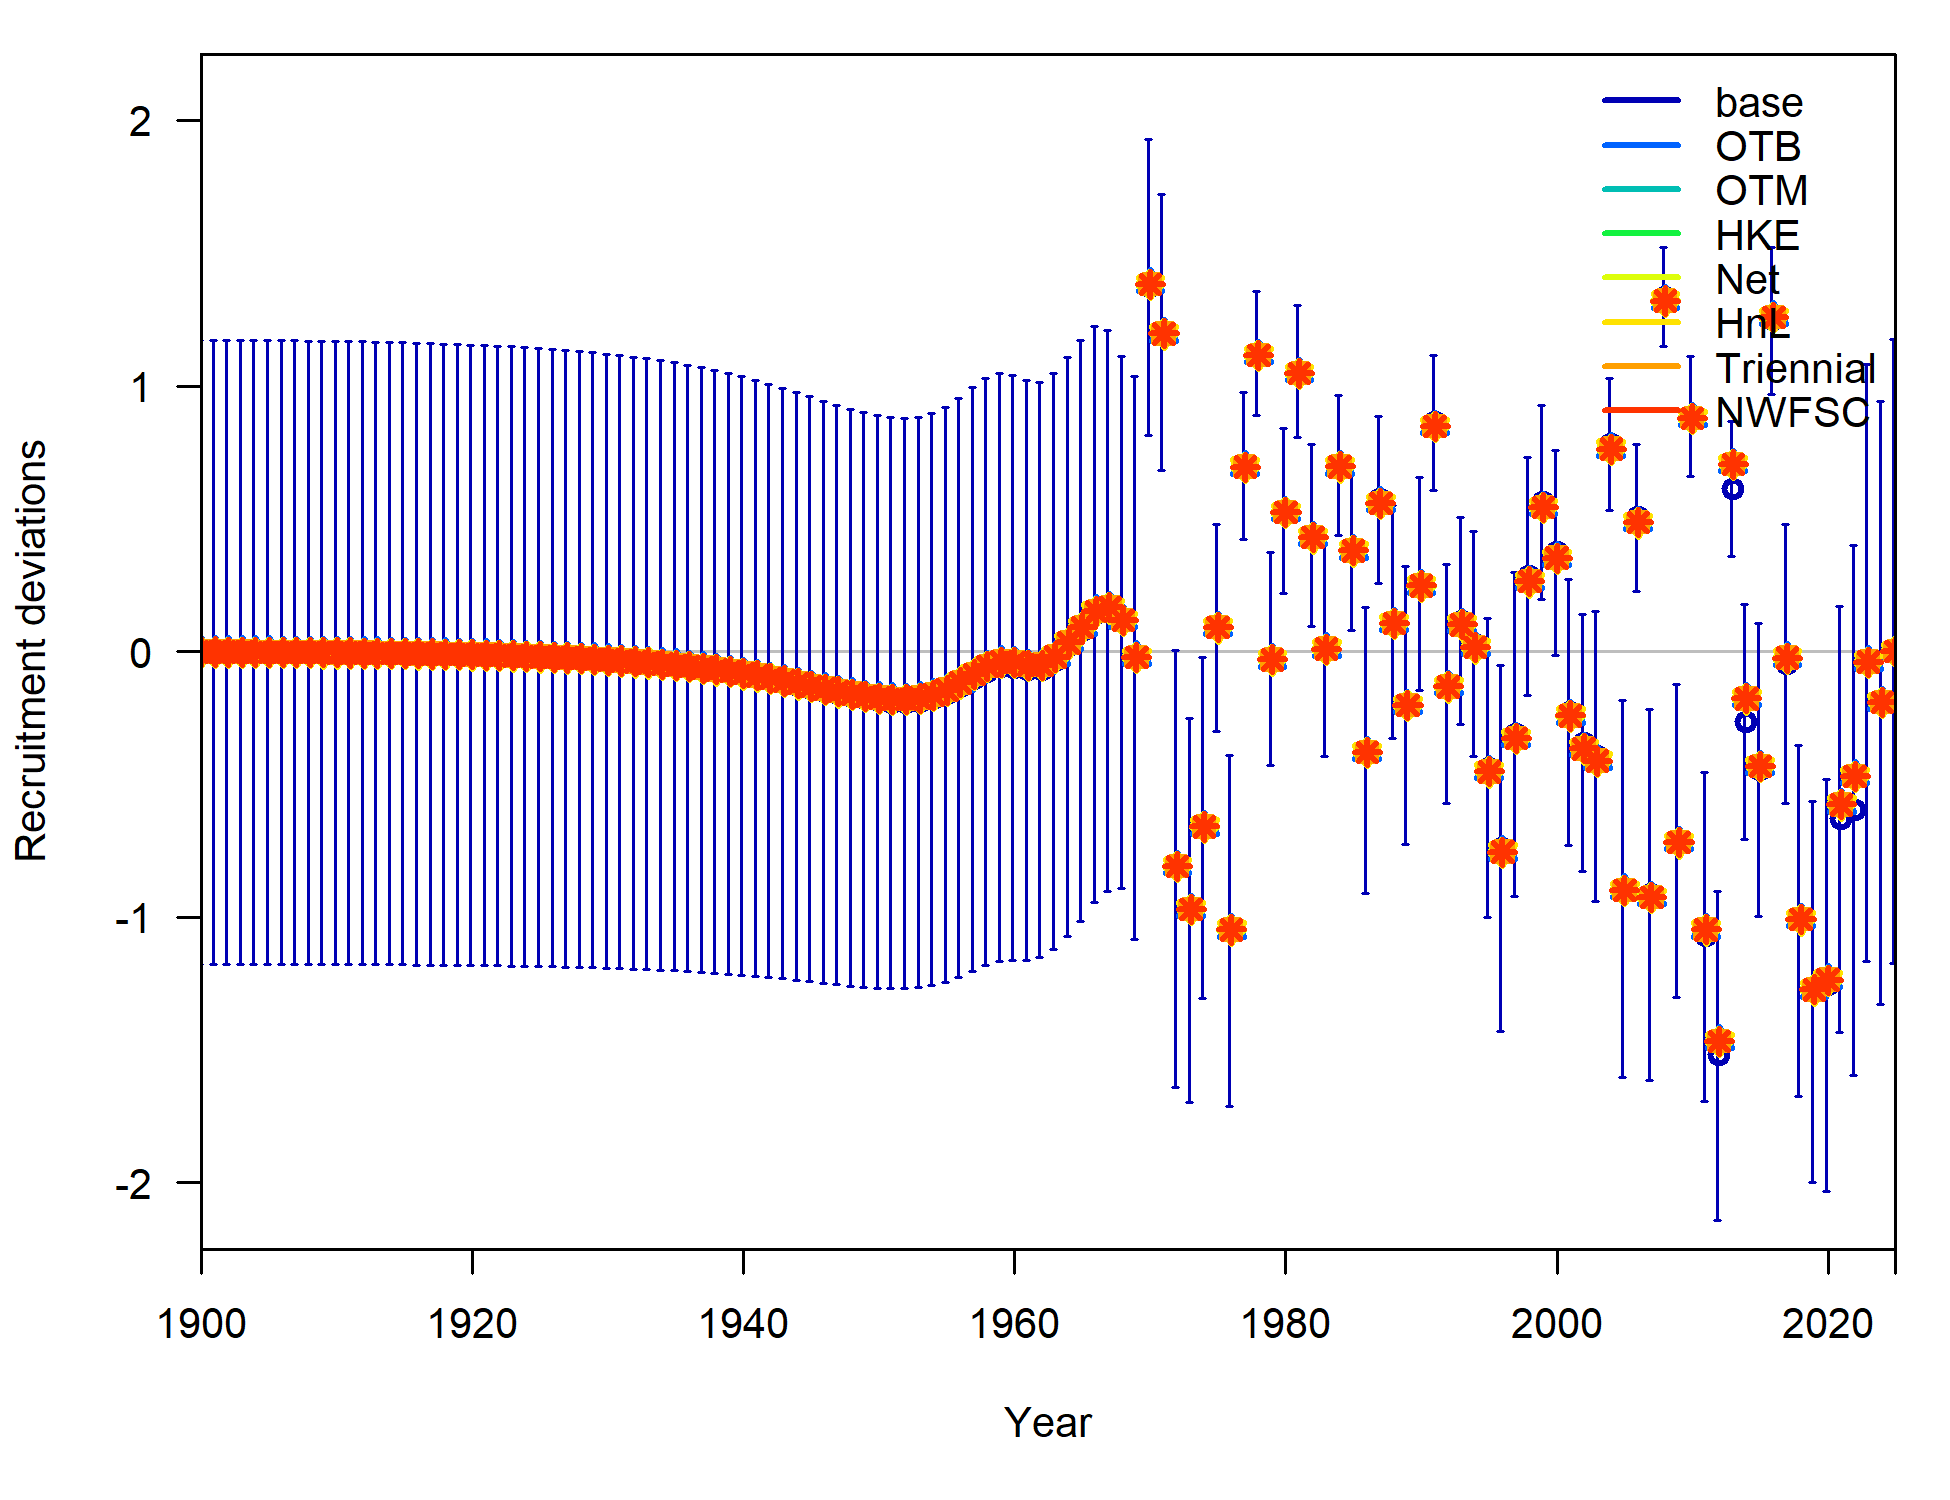 2
1
0
-1
-2
Recruitment deviations
base
OTB
OTM
HKE
Net
HnL
Triennial
NWFSC
1900 1920 1940 1960 1980 2000 2020
Year